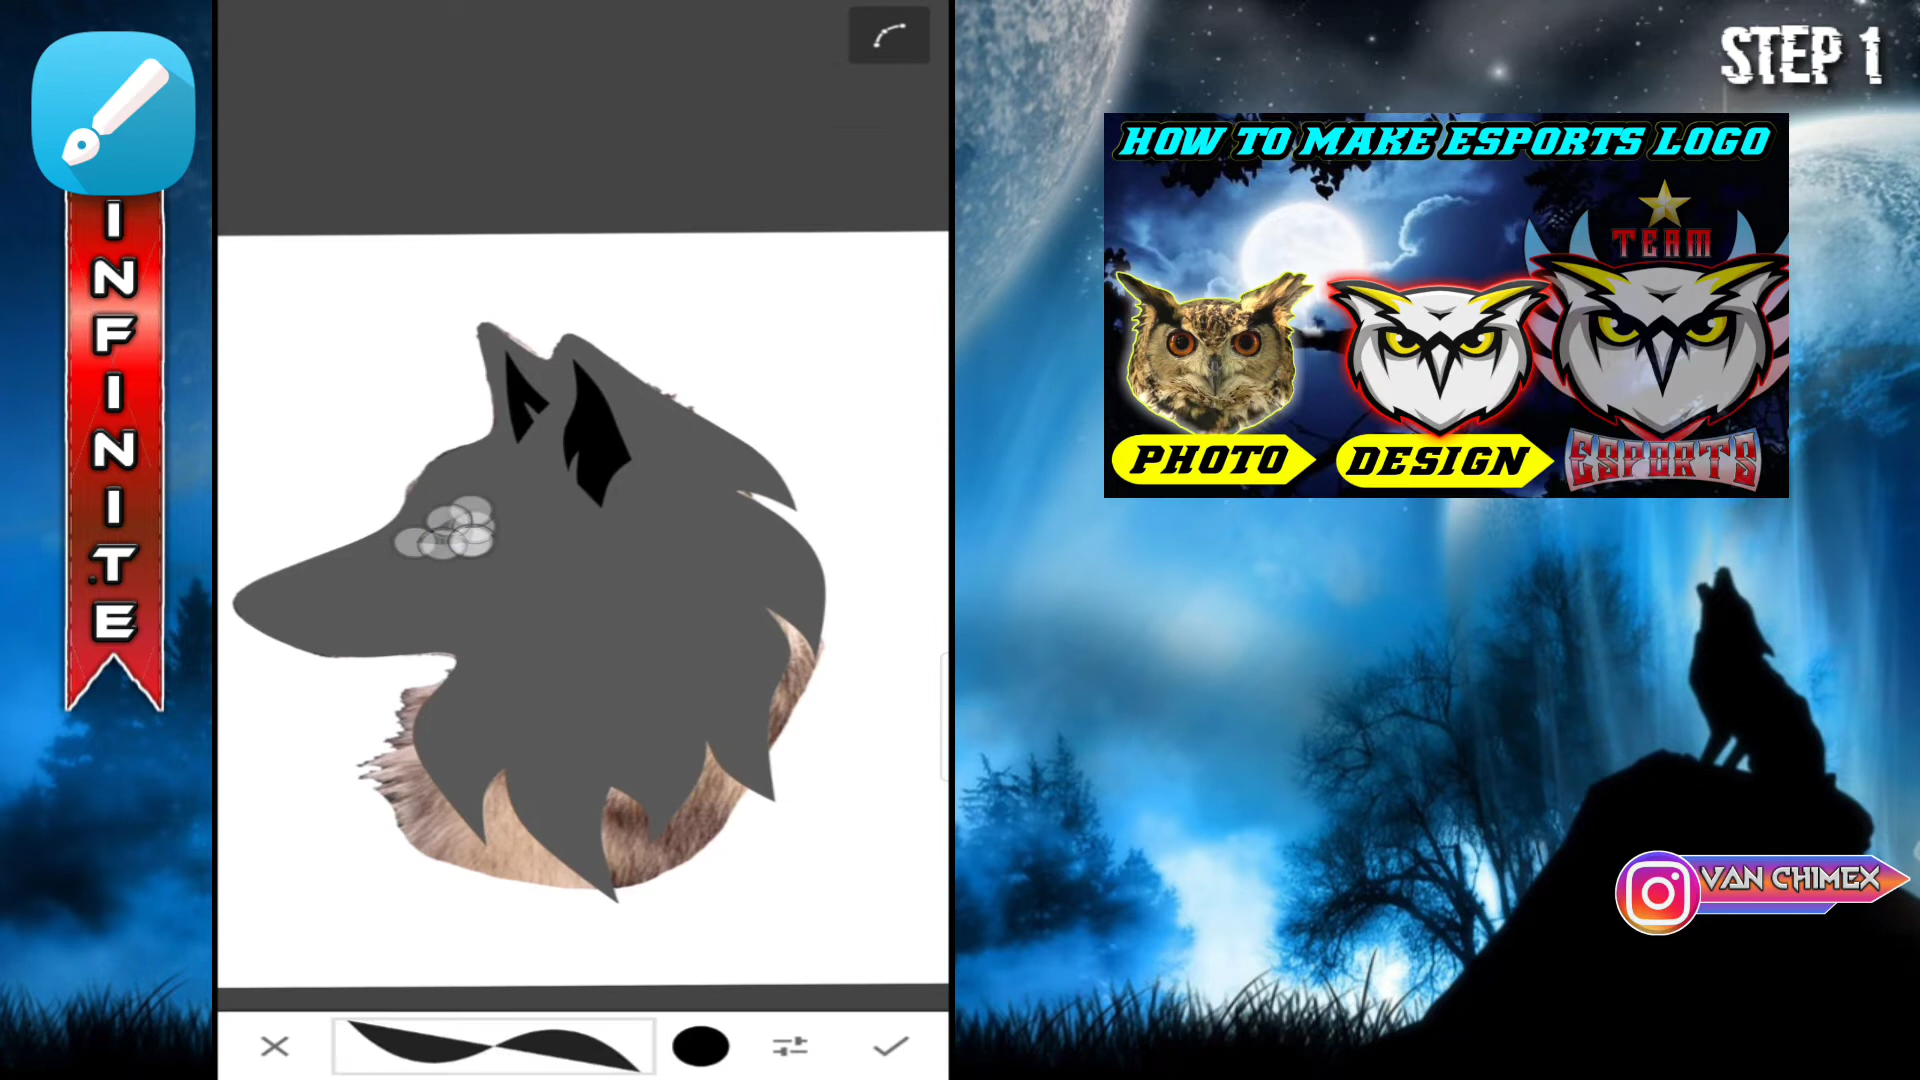 INFINITE
STEP 1
HOW TO MAKE ESPORTS LOGO
TEAM
PHOTO
DESIGN
ESPORTS
VAN CHIMEX